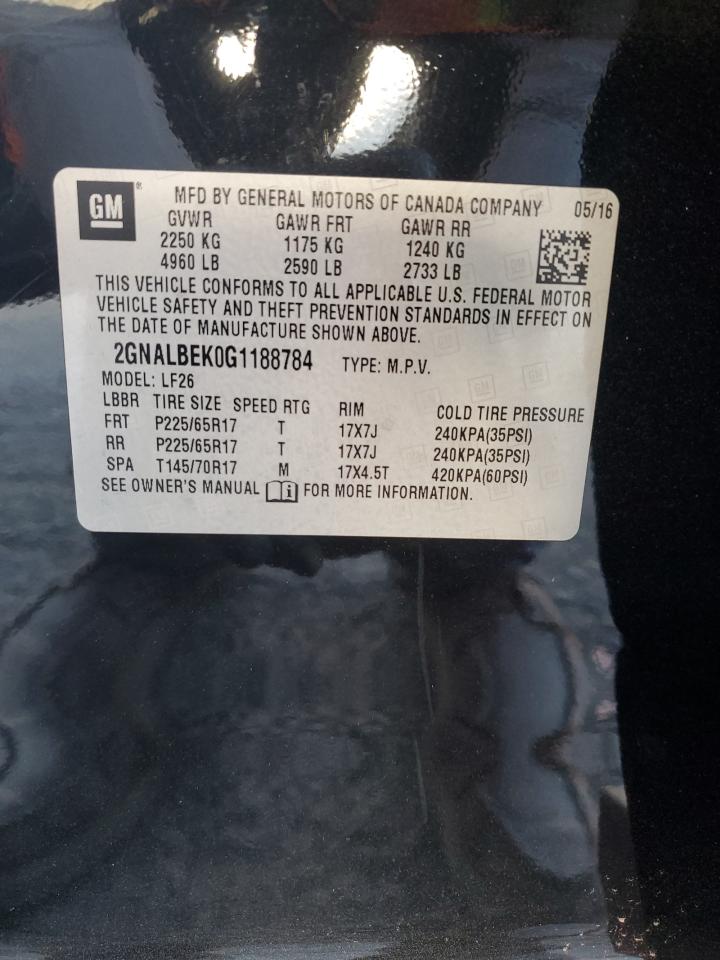 GM®
MFD BY GENERAL MOTORS OF CANADA COMPANY 05/16
GVWR GAWR FRT GAWR RR
2250 KG 1175 KG 1240 KG
4960 LB 2590 LB 2733 LB
THIS VEHICLE CONFORMS TO ALL APPLICABLE U.S. FEDERAL MOTOR
VEHICLE SAFETY AND THEFT PREVENTION STANDARDS IN EFFECT ON
THE DATE OF MANUFACTURE SHOWN ABOVE.
2GNALBEK0G1188784 TYPE: M.P.V.
MODEL: LF26
LBBR TIRE SIZE SPEED RTG RIM COLD TIRE PRESSURE
FRT P225/65R17 T 17X7J 240KPA(35PSI)
RR P225/65R17 T 17X7J 240KPA(35PSI)
SPA T145/70R17 M 17X4.5T 420KPA(60PSI)
SEE OWNER'S MANUAL FOR MORE INFORMATION.